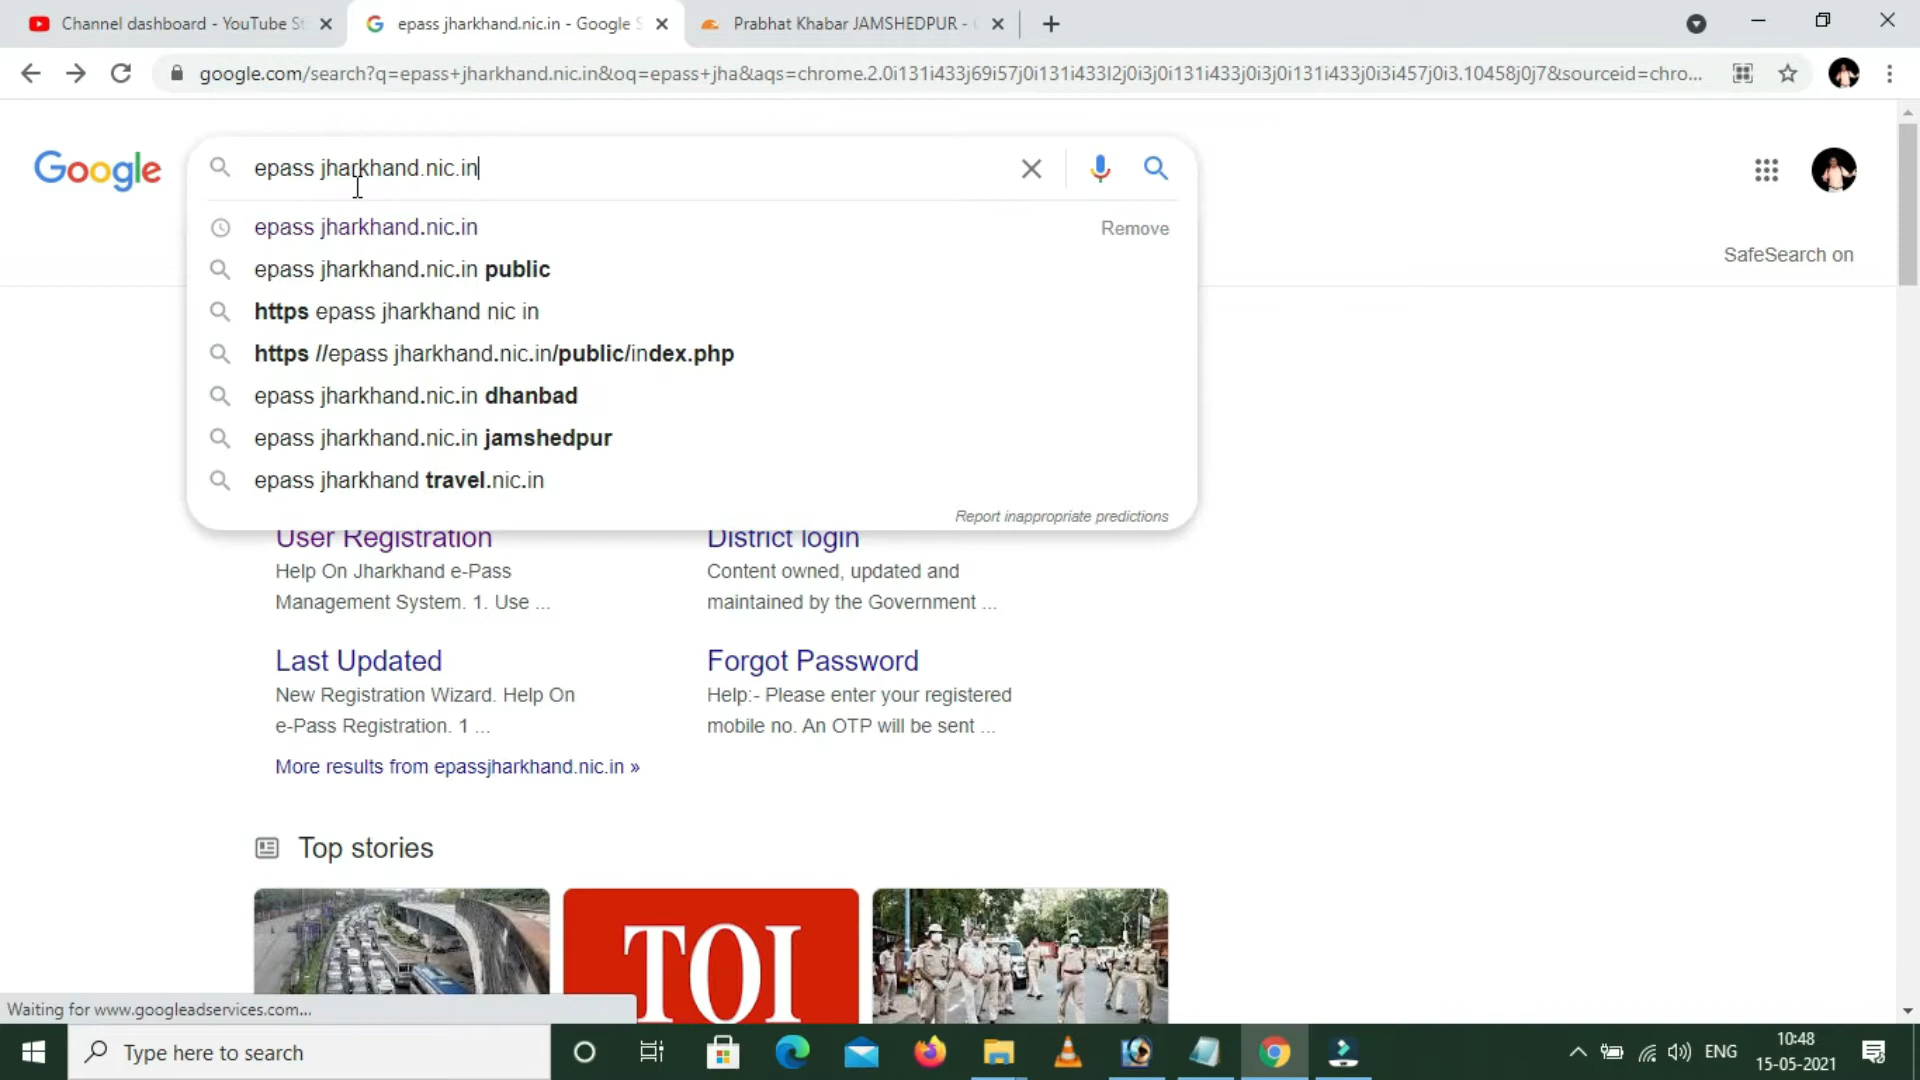 Channel dashboard - YouTube St
epass jharkhand.nic.in - Google S
Prabhat Khabar JAMSHEDPUR -
google.com/search?q=epass+jharkhand.nic.in&oq=epass+jha&aqs=chrome.2.0i131i433j69i57j0i131i433l2j0i3j0i131i433j0i3j0i131i433j0i3i457j0i3.10458j0j7&sourceid=chro...
Google
epass jharkhand.nic.in
epass jharkhand.nic.in
Remove
epass jharkhand.nic.in public
https epass jharkhand nic in
https //epass jharkhand.nic.in/public/index.php
epass jharkhand.nic.in dhanbad
epass jharkhand.nic.in jamshedpur
epass jharkhand travel.nic.in
Report inappropriate predictions
SafeSearch on
User Registration
Help On Jharkhand e-Pass
Management System. 1. Use ...
District login
Content owned, updated and
maintained by the Government ...
Last Updated
New Registration Wizard. Help On
e-Pass Registration. 1 ...
Forgot Password
Help:- Please enter your registered
mobile no. An OTP will be sent ...
More results from epassjharkhand.nic.in »
Top stories
TOI
Waiting for www.googleadservices.com...
Type here to search
ENG
10:48
15-05-2021